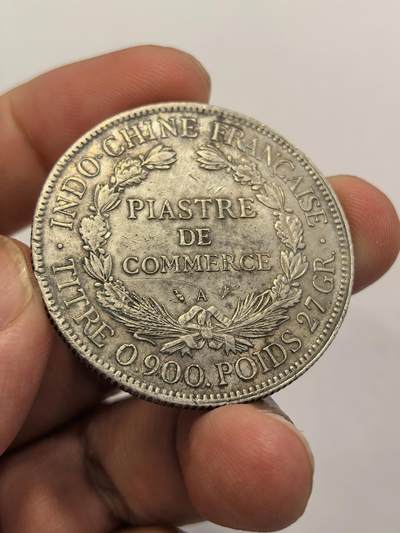 INDO-CHINE FRANÇAISE
PIASTRE
DE
COMMERCE
A
TITRE 0.900. POIDS 27 GR.